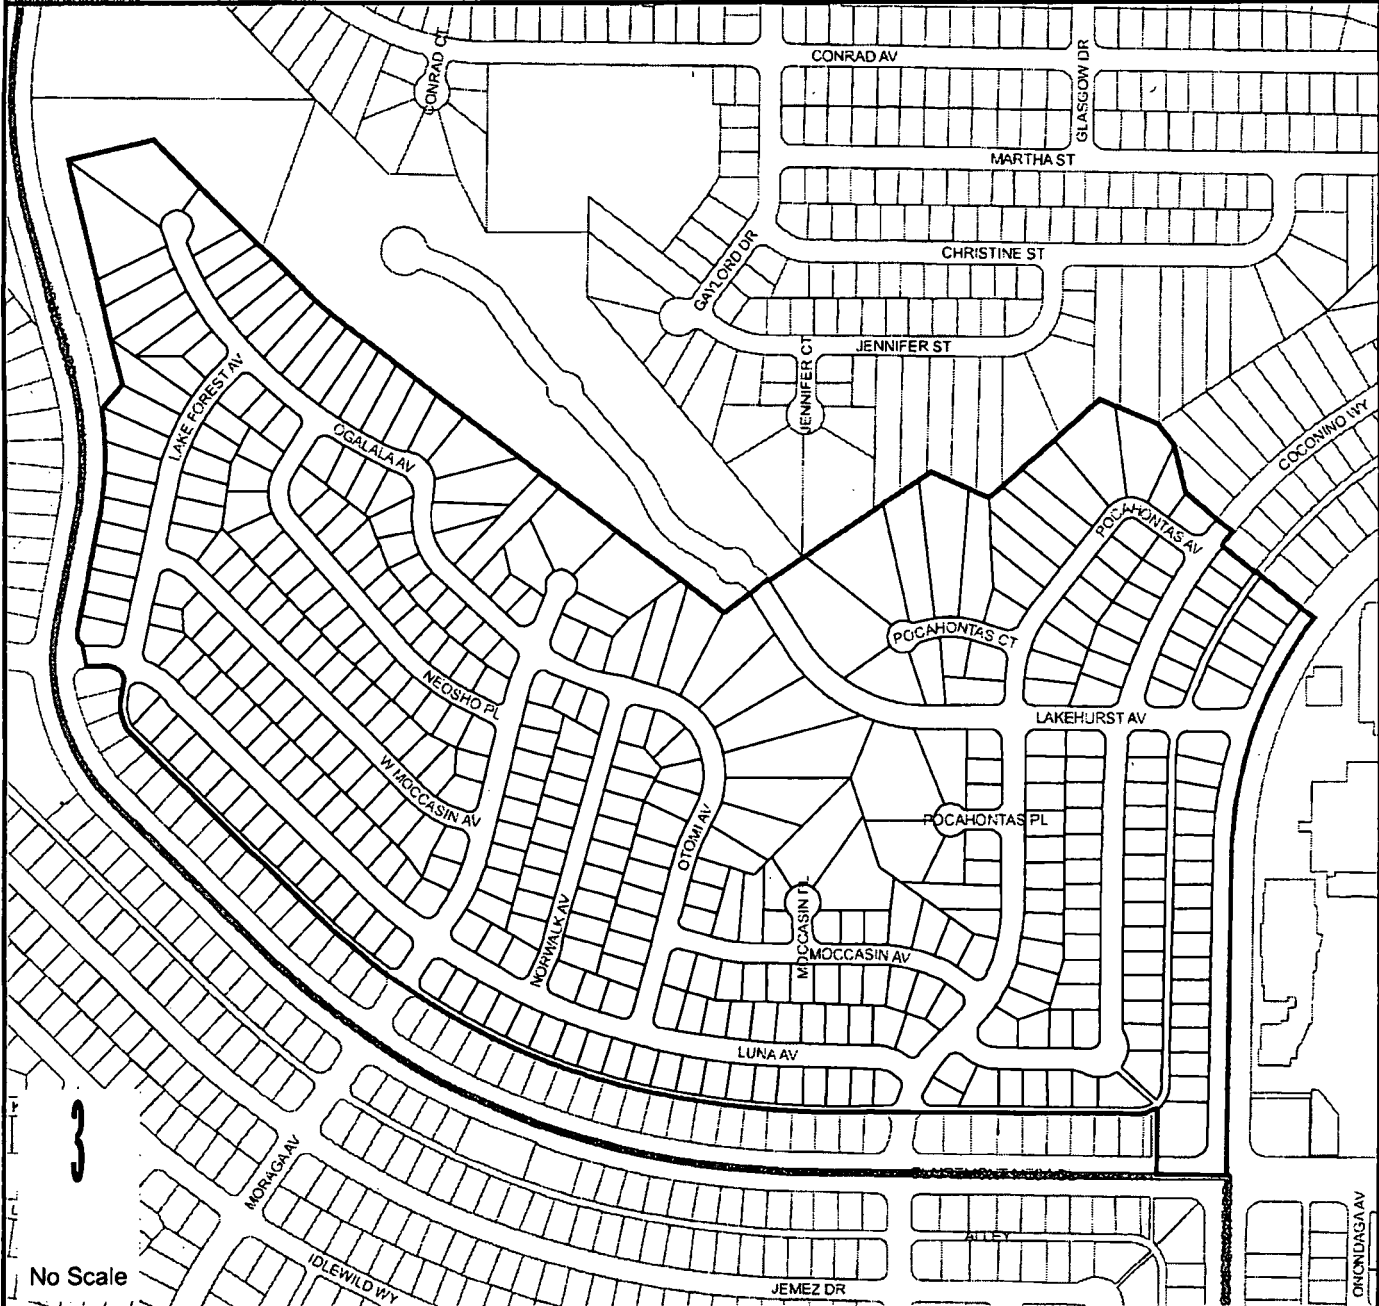 CONRAD CT
CONRAD AV
GLASGOW DR
MARTHA ST
CHRISTINE ST
GAYLORD DR
JENNIFER ST
JENNIFER CT
LAKE FOREST AV
OGALALA AV
COCONINO WY
POCAHONTAS AV
POCAHONTAS CT
NEOSHO PL
LAKEHURST AV
W MOCCASIN AV
OTOMI AV
POCAHONTAS PL
MOCCASIN PL
NORWALK AV
MOCCASIN AV
LUNA AV
3
MORAGA AV
ALLEY
ONONDAGA AV
No Scale
IDLEWILD WY
JEMEZ DR